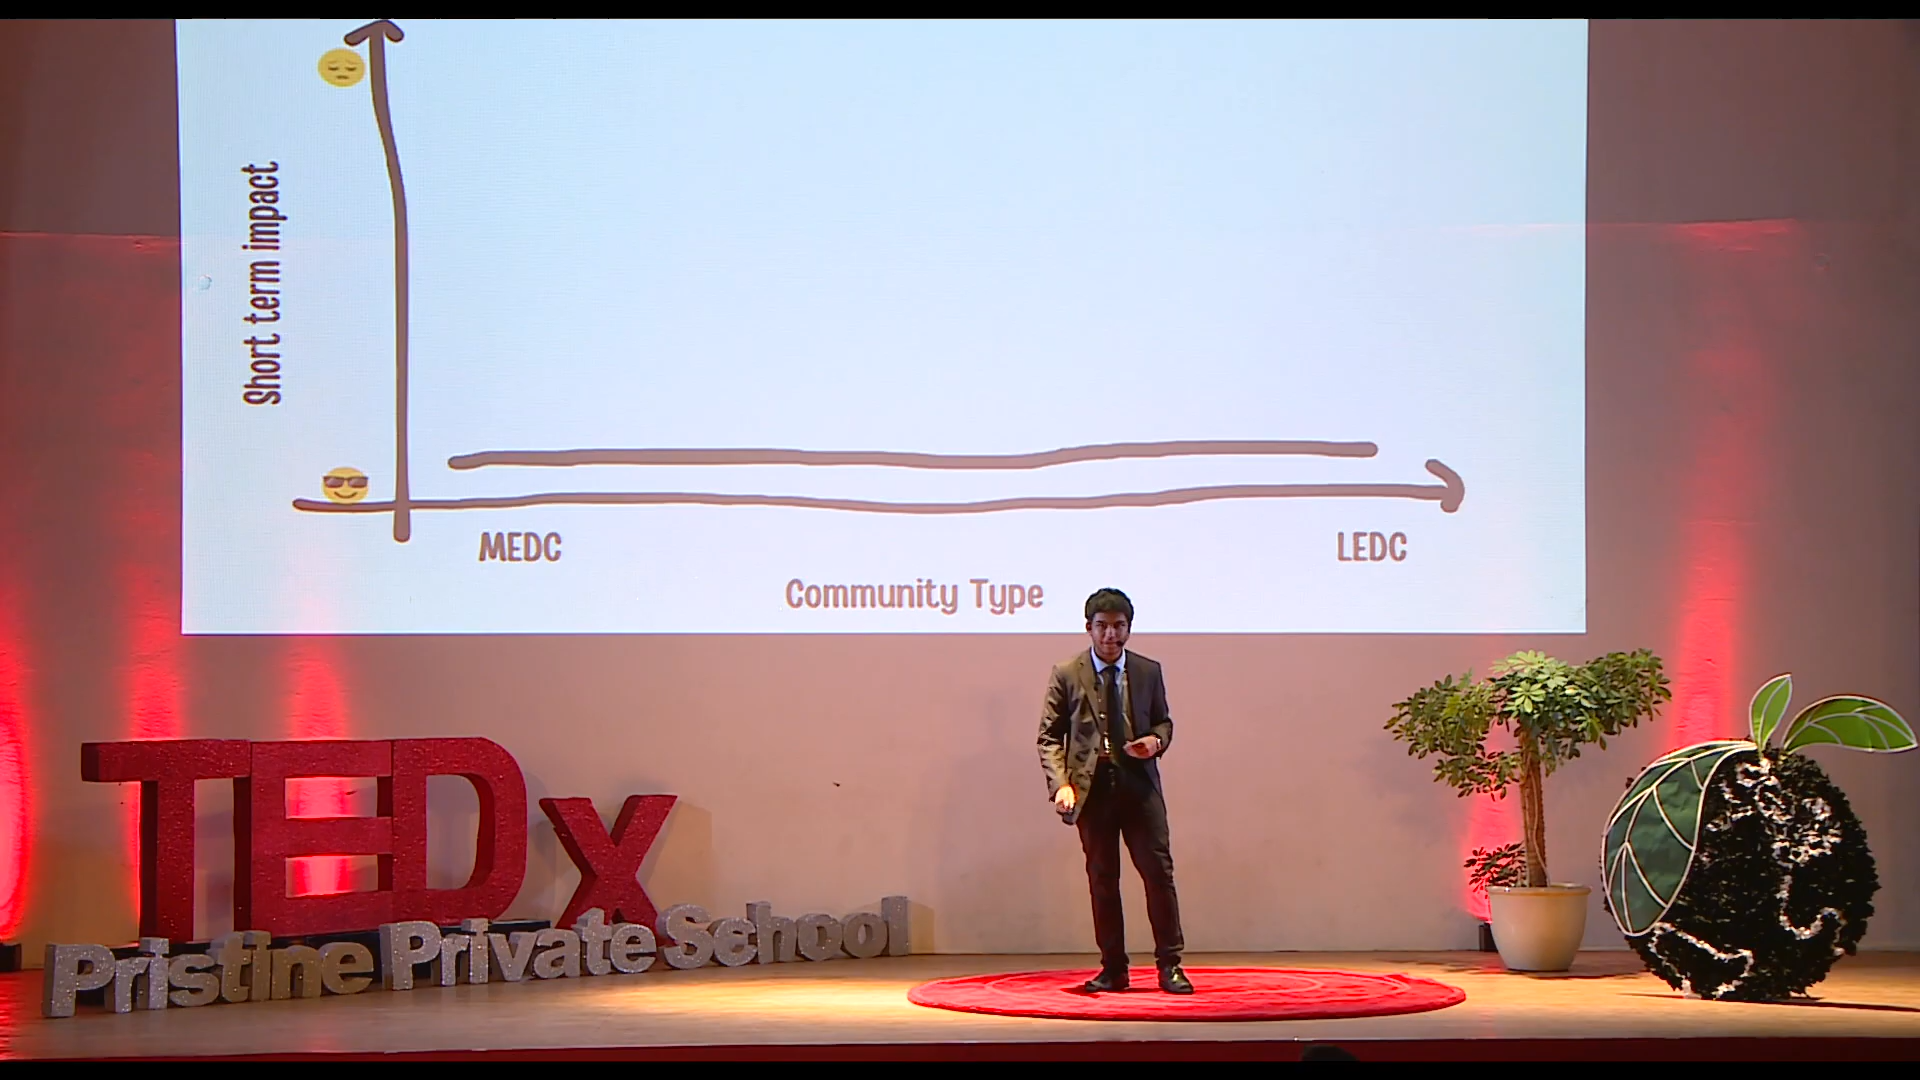 Short term impact
MEDC
LEDC
Community Type
TEDx
Pristine Private School